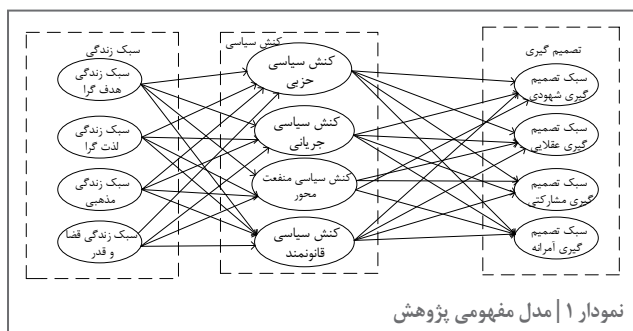 سبک زندگی
سبک زندگی
هدف گرا
سبک زندگی
لذت گرا
سبک زندگی
مذهبی
سبک زندگی قضا
و قدر
کنش سیاسی
کنش سیاسی
حزبی
کنش سیاسی
جریانی
کنش سیاسی منفعت
محور
کنش سیاسی
قانونمند
تصمیم گیری
سبک تصمیم
گیری شهودی
سبک تصمیم
گیری عقلایی
سبک تصمیم
گیری مشارکتی
سبک تصمیم
گیری آمرانه
نمودار ۱ | مدل مفهومی پژوهش